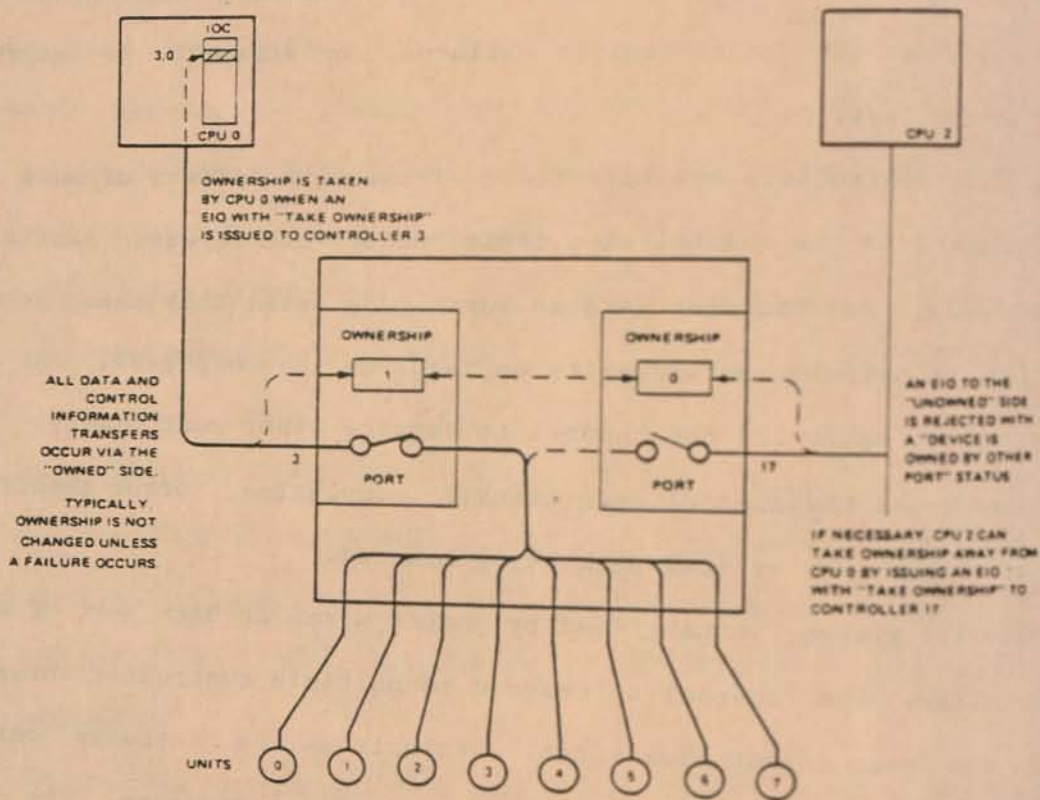 IOC
3.0
CPU 0
CPU 2
OWNERSHIP IS TAKEN
BY CPU 0 WHEN AN
EIO WITH "TAKE OWNERSHIP"
IS ISSUED TO CONTROLLER 3
OWNERSHIP
1
OWNERSHIP
0
ALL DATA AND
CONTROL
INFORMATION
TRANSFERS
OCCUR VIA THE
"OWNED" SIDE.
TYPICALLY,
OWNERSHIP IS NOT
CHANGED UNLESS
A FAILURE OCCURS.
3
PORT
PORT
17
AN EIO TO THE
"UNOWNED" SIDE
IS REJECTED WITH
A "DEVICE IS
OWNED BY OTHER
PORT" STATUS
IF NECESSARY, CPU 2 CAN
TAKE OWNERSHIP AWAY FROM
CPU 0 BY ISSUING AN EIO
WITH "TAKE OWNERSHIP" TO
CONTROLLER 17
UNITS
0
1
2
3
4
5
6
7